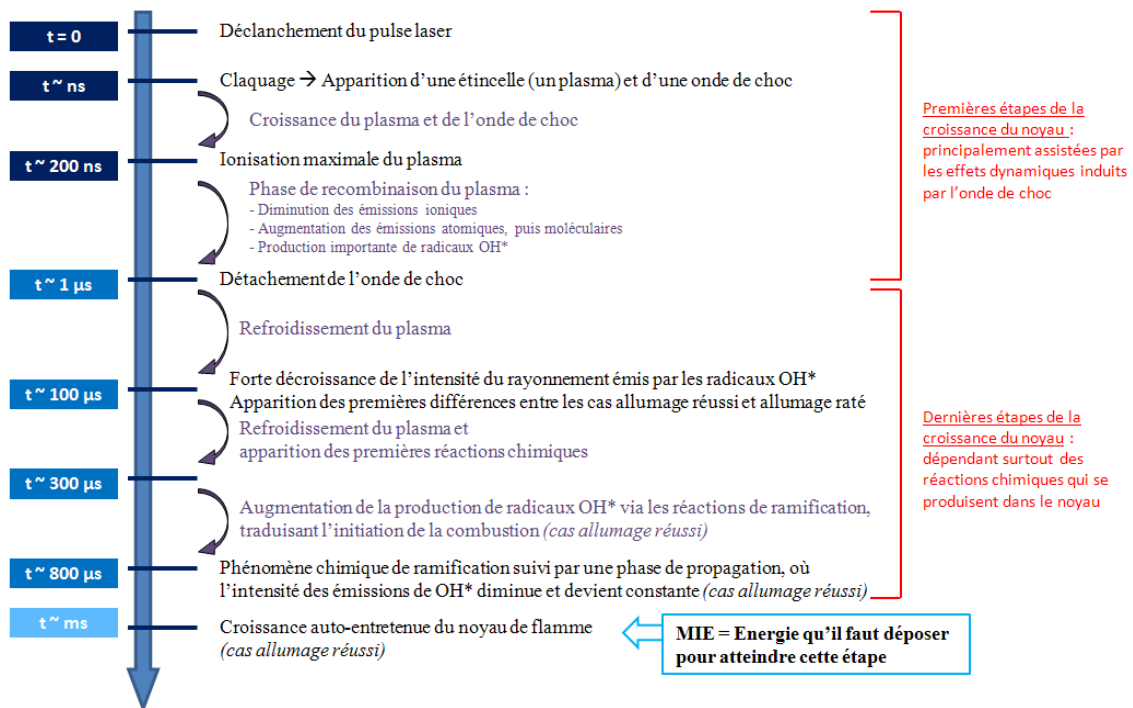 t = 0
Déclanchement du pulse laser
t ~ ns
Claquage → Apparition d’une étincelle (un plasma) et d’une onde de choc
Croissance du plasma et de l’onde de choc
t ~ 200 ns
Ionisation maximale du plasma
Phase de recombinaison du plasma :
- Diminution des émissions ioniques
- Augmentation des émissions atomiques, puis moléculaires
- Production importante de radicaux OH*
Premières étapes de la
croissance du noyau :
principalement assistées par
les effets dynamiques induits
par l’onde de choc
t ~ 1 µs
Détachement de l’onde de choc
Refroidissement du plasma
t ~ 100 µs
Forte décroissance de l’intensité du rayonnement émis par les radicaux OH*
Apparition des premières différences entre les cas allumage réussi et allumage raté
Refroidissement du plasma et
apparition des premières réactions chimiques
t ~ 300 µs
Augmentation de la production de radicaux OH* via les réactions de ramification,
traduisant l’initiation de la combustion (cas allumage réussi)
t ~ 800 µs
Phénomène chimique de ramification suivi par une phase de propagation, où
l’intensité des émissions de OH* diminue et devient constante (cas allumage réussi)
Dernières étapes de la
croissance du noyau :
dépendant surtout des
réactions chimiques qui se
produisent dans le noyau
t ~ ms
Croissance auto-entretenue du noyau de flamme
(cas allumage réussi)
MIE = Energie qu’il faut déposer
pour atteindre cette étape